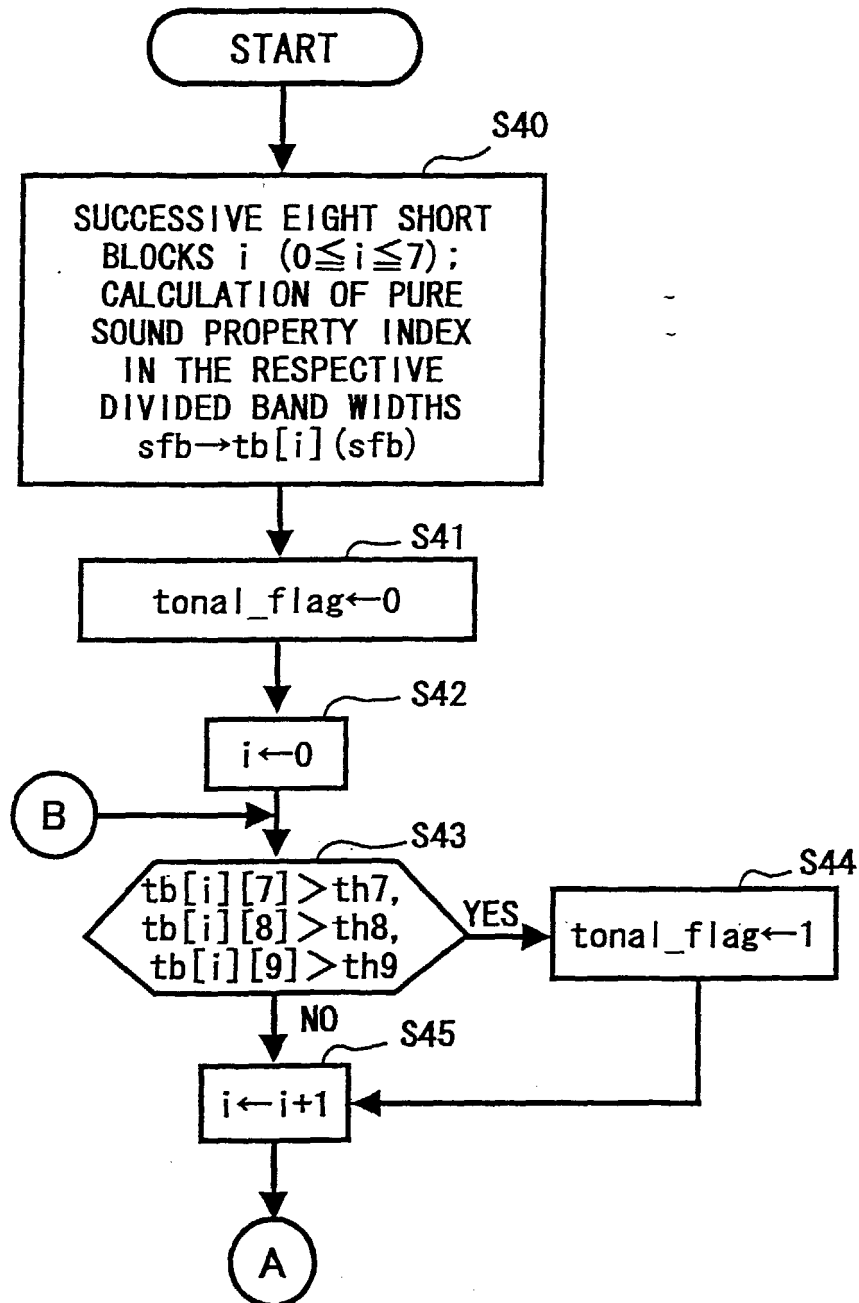 START
S40
SUCCESSIVE EIGHT SHORT
BLOCKS i (0≦i≦7);
CALCULATION OF PURE
SOUND PROPERTY INDEX
IN THE RESPECTIVE
DIVIDED BAND WIDTHS
sfb→tb[i](sfb)
S41
tonal_flag←0
S42
i←0
B
S43
tb[i][7]>th7,
tb[i][8]>th8,
tb[i][9]>th9
YES
S44
tonal_flag←1
NO
S45
i←i+1
A